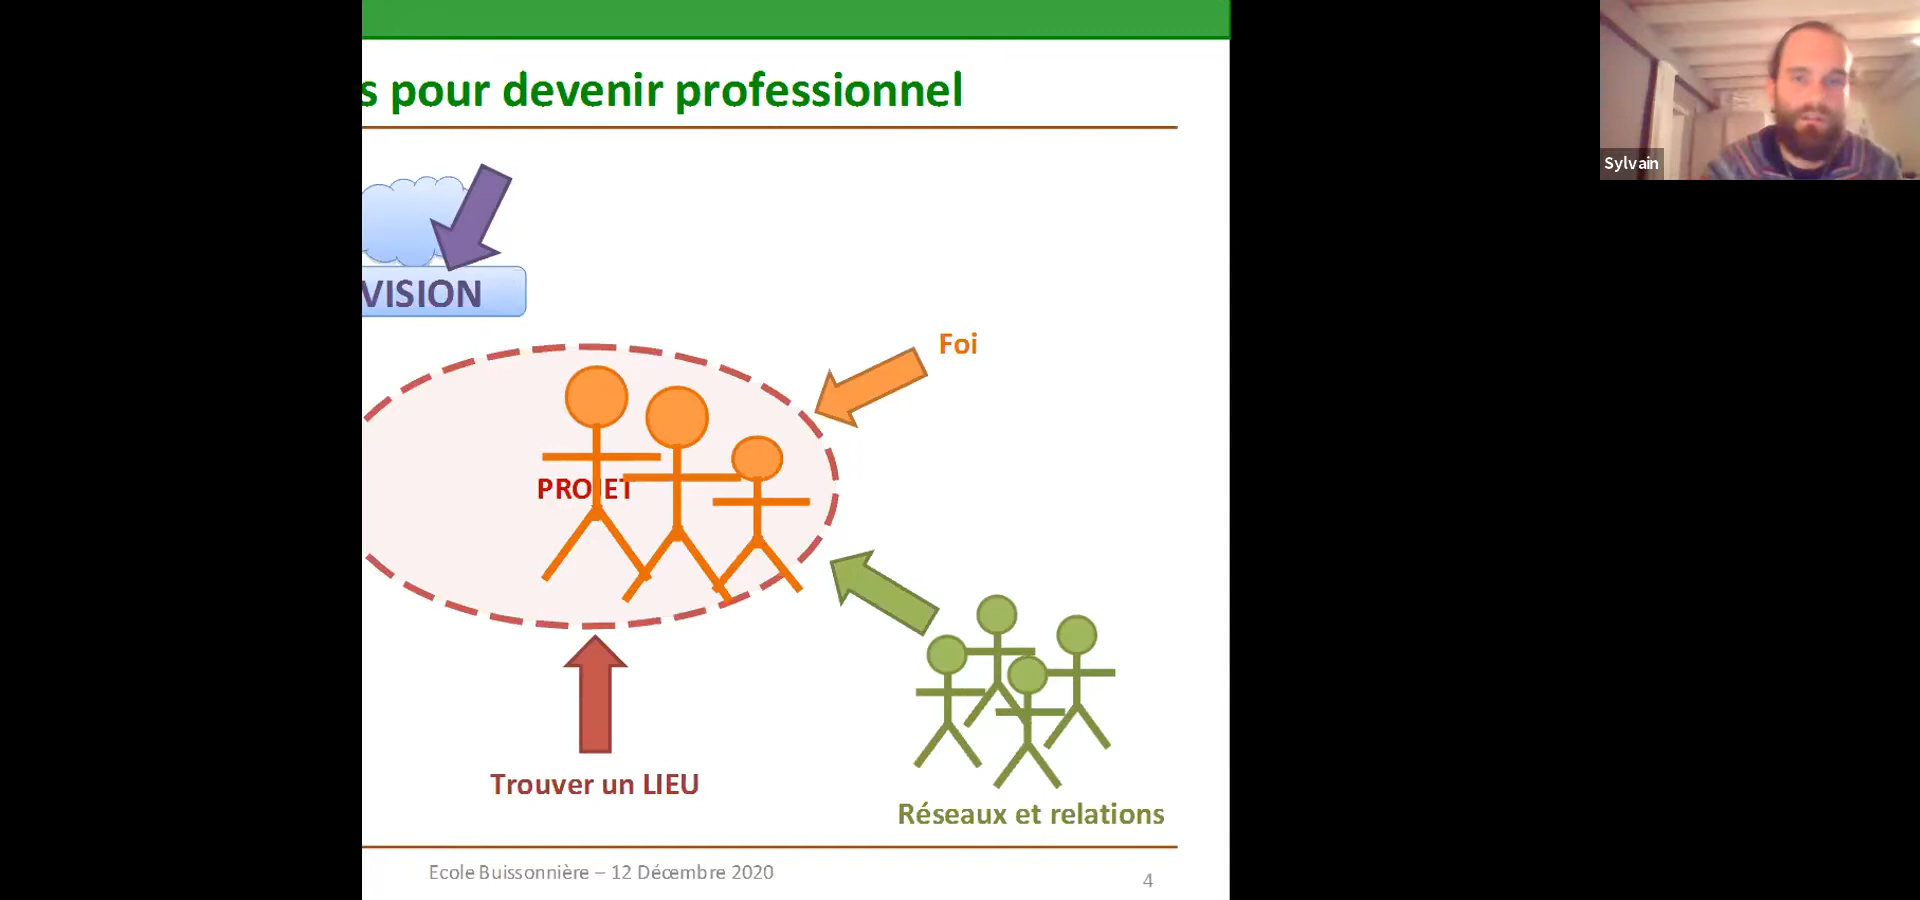 s pour devenir professionnel
Sylvain
VISION
Foi
PROJET
Trouver un LIEU
Réseaux et relations
Ecole Buissonnière – 12 Décembre 2020
4